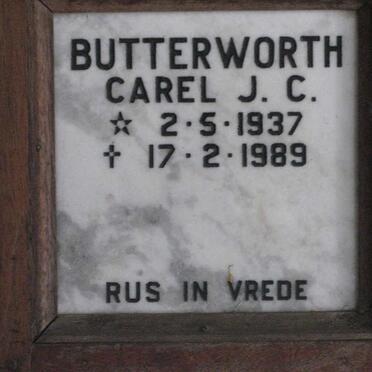 BUTTERWORTH
CAREL J. C.
☆ 2·5·1937
✝ 17·2·1989
RUS IN VREDE